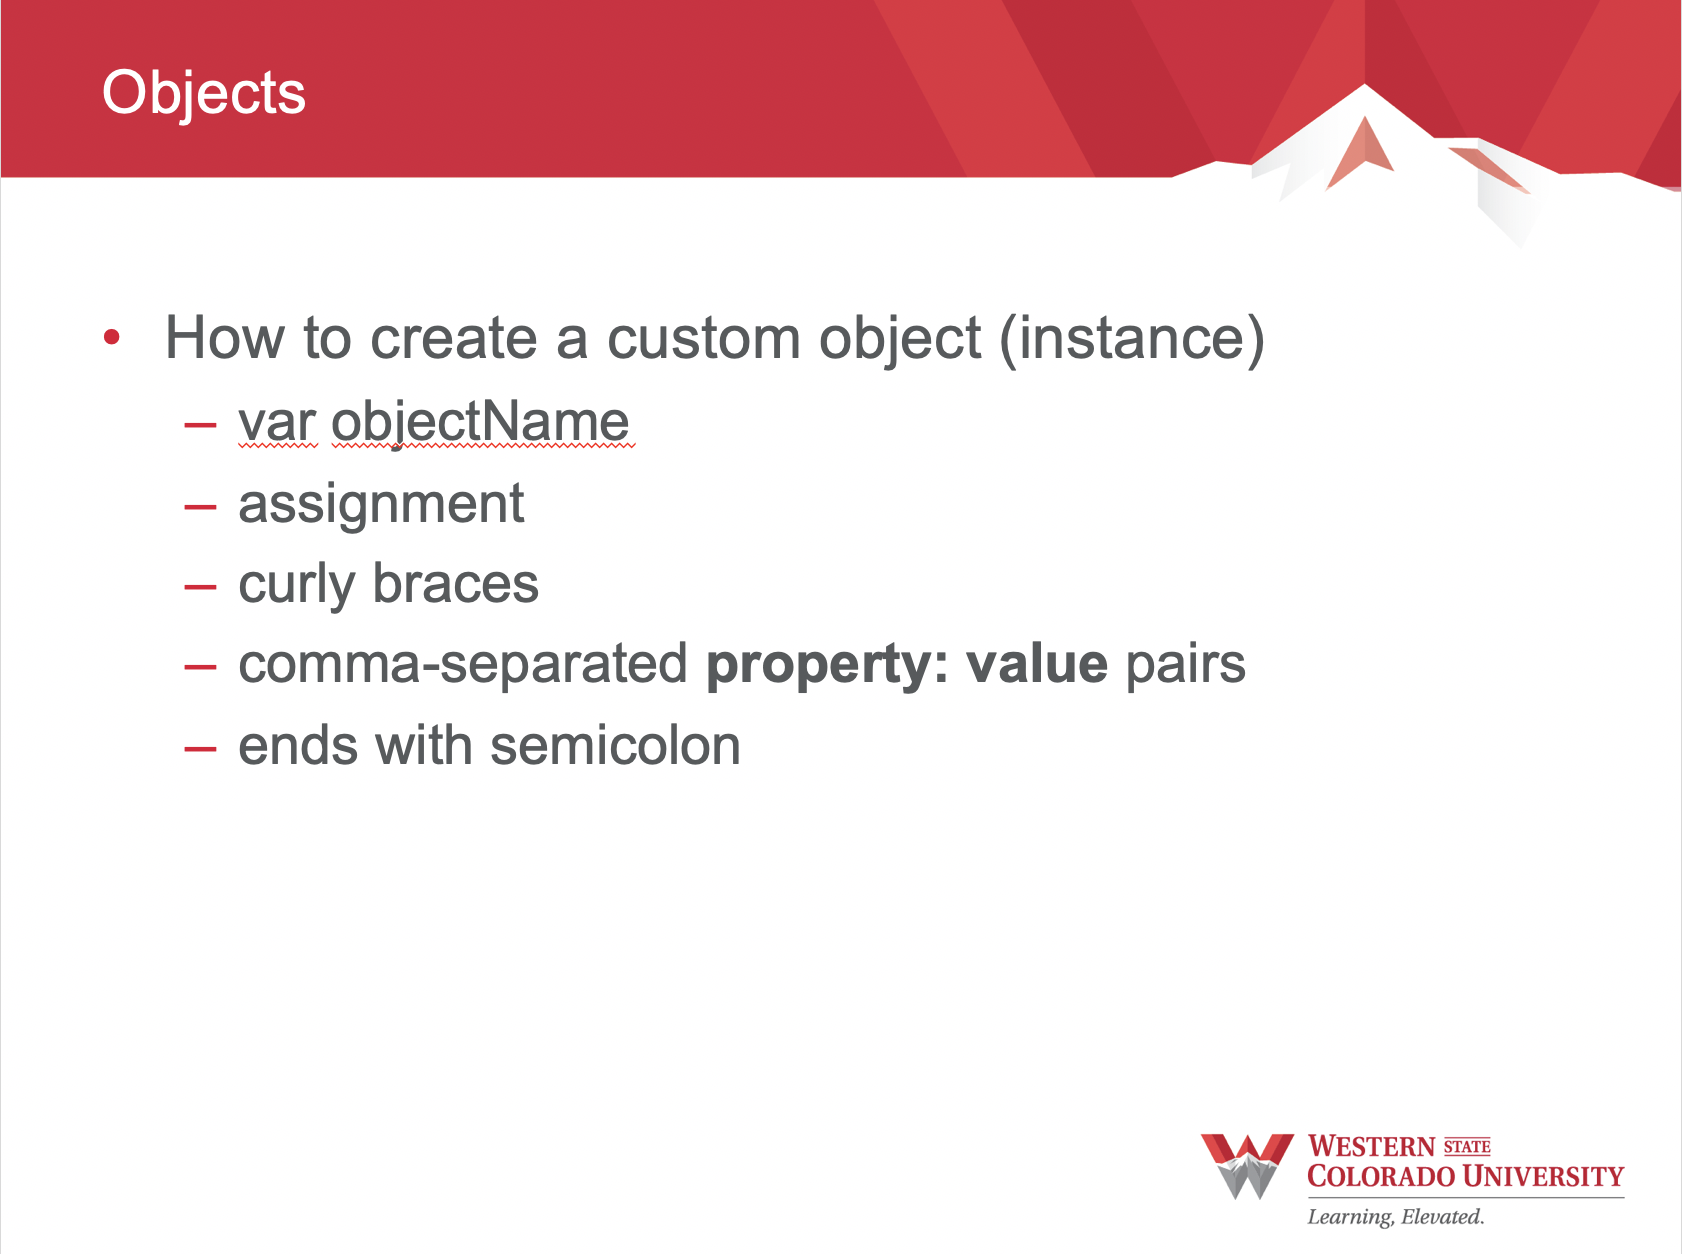 Objects
• How to create a custom object (instance)
– var objectName
– assignment
– curly braces
– comma-separated property: value pairs
– ends with semicolon
WESTERN STATE
COLORADO UNIVERSITY
Learning, Elevated.